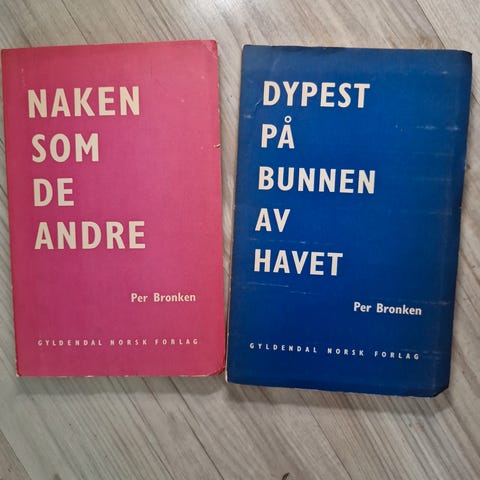 NAKEN
SOM
DE
ANDRE
Per Bronken
GYLDENDAL NORSK FORLAG
DYPEST
PÅ
BUNNEN
AV
HAVET
Per Bronken
GYLDENDAL NORSK FORLAG